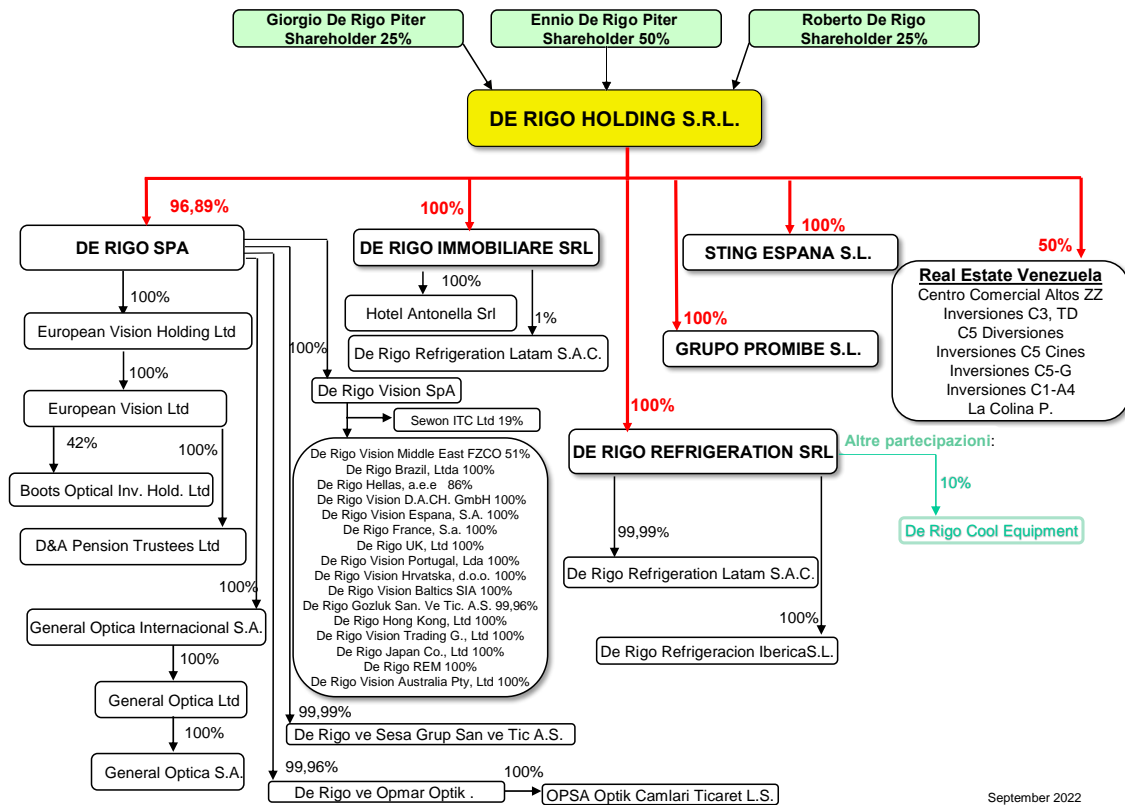 Giorgio De Rigo Piter
Shareholder 25%
Ennio De Rigo Piter
Shareholder 50%
Roberto De Rigo
Shareholder 25%
DE RIGO HOLDING S.R.L.
96,89%
100%
100%
50%
DE RIGO SPA
DE RIGO IMMOBILIARE SRL
STING ESPANA S.L.
Real Estate Venezuela
Centro Comercial Altos ZZ
Inversiones C3, TD
C5 Diversiones
Inversiones C5 Cines
Inversiones C5-G
Inversiones C1-A4
La Colina P.
100%
100%
1%
European Vision Holding Ltd
Hotel Antonella Srl
De Rigo Refrigeration Latam S.A.C.
100%
GRUPO PROMIBE S.L.
100%
100%
European Vision Ltd
De Rigo Vision SpA
Sewon ITC Ltd 19%
100%
42%
100%
DE RIGO REFRIGERATION SRL
Altre partecipazioni:
10%
De Rigo Cool Equipment
Boots Optical Inv. Hold. Ltd
D&A Pension Trustees Ltd
De Rigo Vision Middle East FZCO 51%
De Rigo Brazil, Ltda 100%
De Rigo Hellas, a.e.e 86%
De Rigo Vision D.A.CH. GmbH 100%
De Rigo Vision Espana, S.A. 100%
De Rigo France, S.a. 100%
De Rigo UK, Ltd 100%
De Rigo Vision Portugal, Lda 100%
De Rigo Vision Hrvatska, d.o.o. 100%
De Rigo Vision Baltics SIA 100%
De Rigo Gozluk San. Ve Tic. A.S. 99,96%
De Rigo Hong Kong, Ltd 100%
De Rigo Vision Trading G., Ltd 100%
De Rigo Japan Co., Ltd 100%
De Rigo REM 100%
De Rigo Vision Australia Pty, Ltd 100%
99,99%
De Rigo Refrigeration Latam S.A.C.
100%
De Rigo Refrigeracion IbericaS.L.
100%
General Optica Internacional S.A.
100%
General Optica Ltd
100%
General Optica S.A.
99,99%
De Rigo ve Sesa Grup San ve Tic A.S.
99,96%
De Rigo ve Opmar Optik .
100%
OPSA Optik Camlari Ticaret L.S.
September 2022